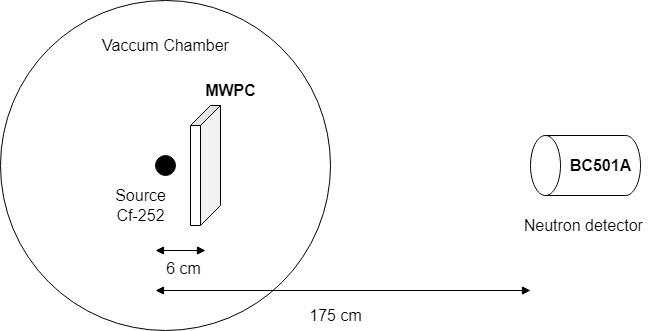 Vaccum Chamber
MWPC
Source
Cf-252
6 cm
175 cm
BC501A
Neutron detector